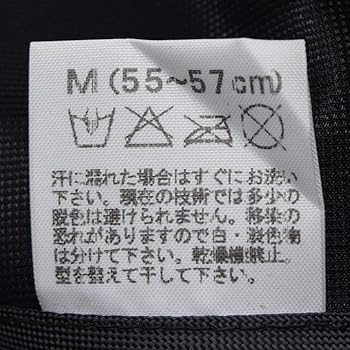 M (55~57cm)
汗に濡れた場合はすぐにお洗い
下さい。現在の技術では多少の
脱色は避けられません。移染の
恐れがありますので白・淡色物
は分けて下さい。乾燥機禁止。
型を整えて干して下さい。